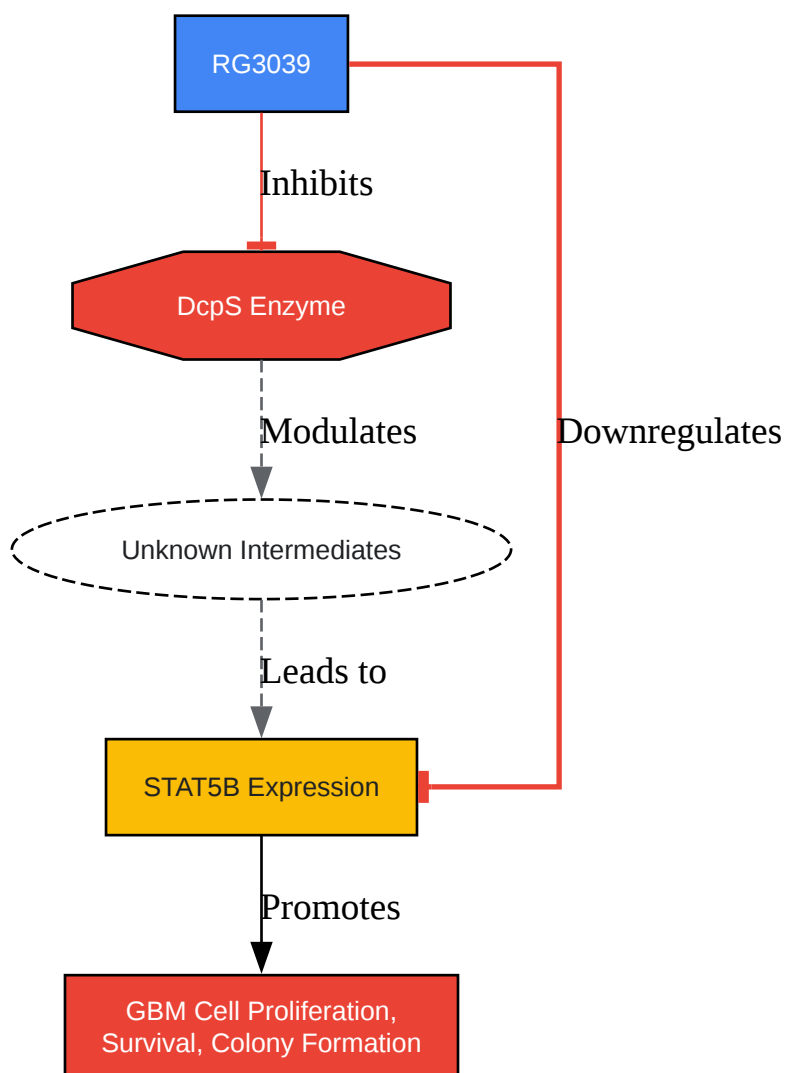 RG3039
Inhibits
DcpS Enzyme
Modulates
Downregulates
Unknown Intermediates
Leads to
STAT5B Expression
Promotes
GBM Cell Proliferation,
Survival, Colony Formation